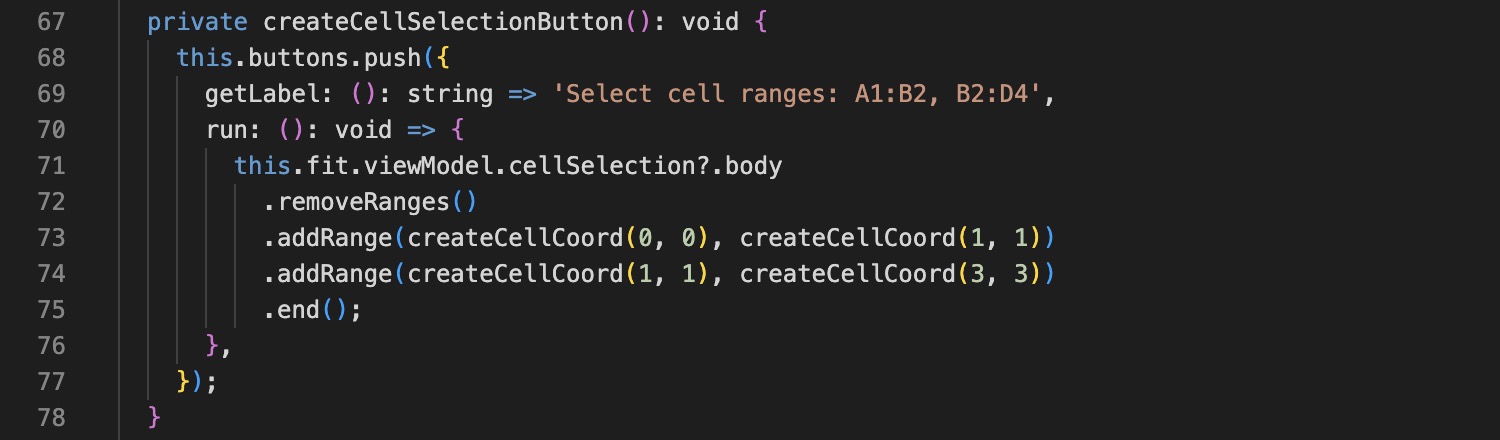 67 private createCellSelectionButton(): void {
68 this.buttons.push({
69 getLabel: (): string => 'Select cell ranges: A1:B2, B2:D4',
70 run: (): void => {
71 this.fit.viewModel.cellSelection?.body
72 .removeRanges()
73 .addRange(createCellCoord(0, 0), createCellCoord(1, 1))
74 .addRange(createCellCoord(1, 1), createCellCoord(3, 3))
75 .end();
76 },
77 });
78 }